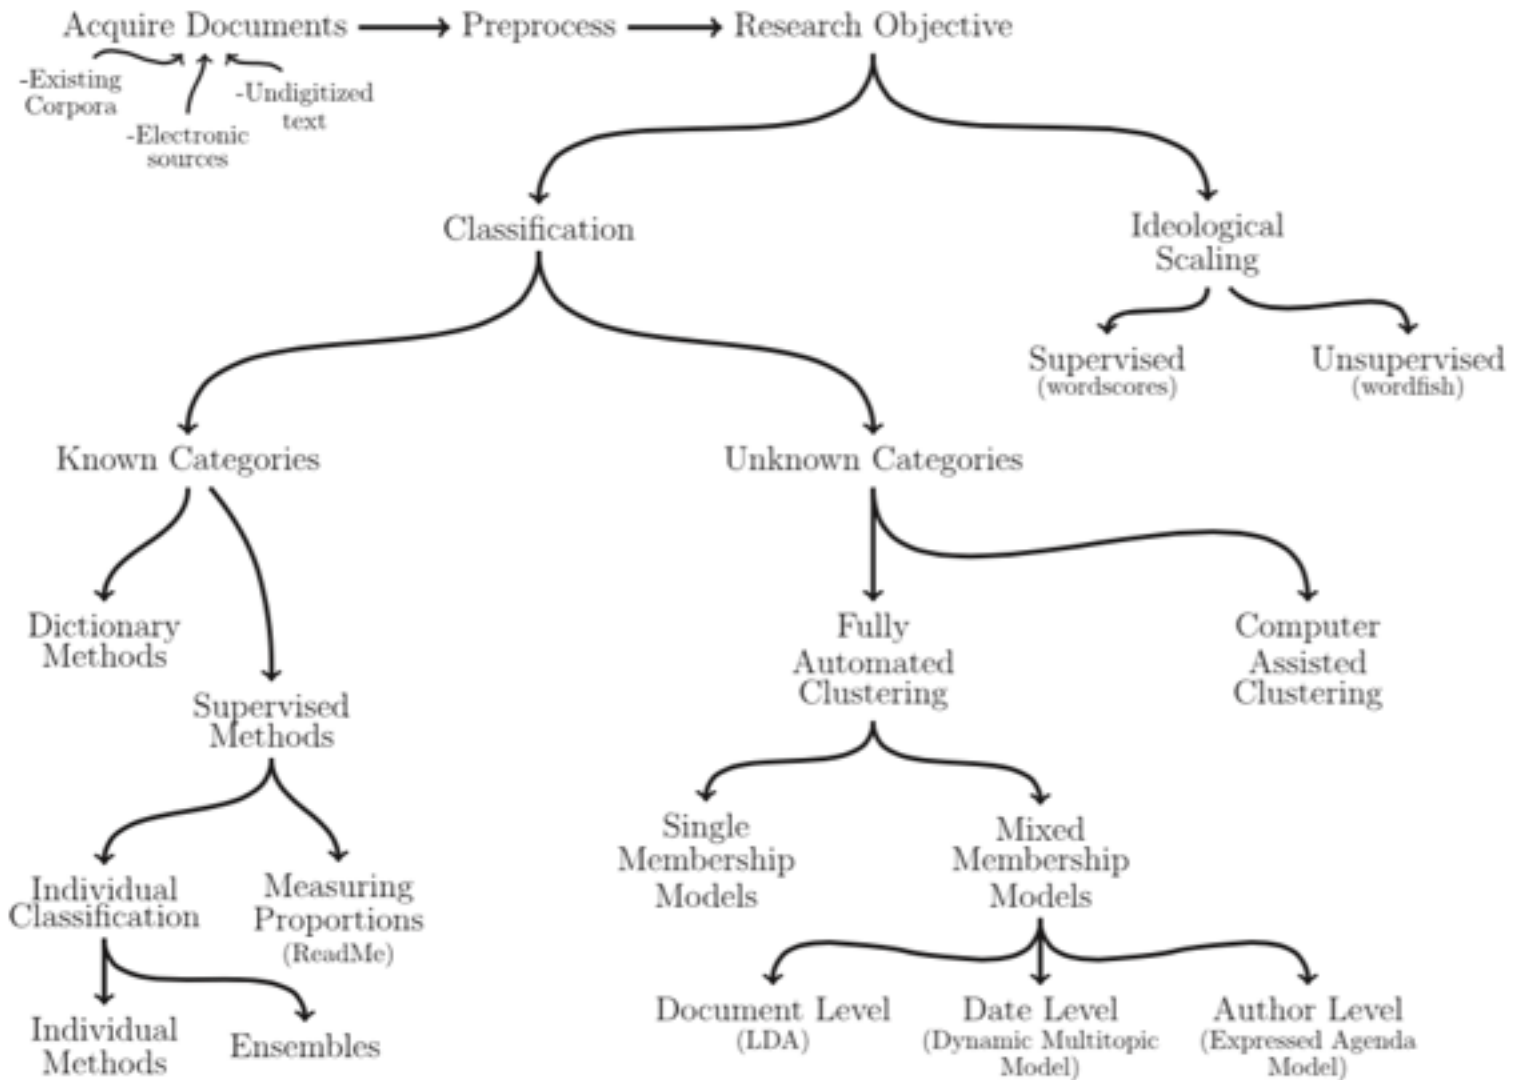 Acquire Documents
Preprocess
Research Objective
-Existing
Corpora
-Electronic
sources
-Undigitized
text
Classification
Ideological
Scaling
Supervised
(wordscores)
Unsupervised
(wordfish)
Known Categories
Unknown Categories
Dictionary
Methods
Supervised
Methods
Fully
Automated
Clustering
Computer
Assisted
Clustering
Individual
Classification
Measuring
Proportions
(ReadMe)
Single
Membership
Models
Mixed
Membership
Models
Individual
Methods
Ensembles
Document Level
(LDA)
Date Level
(Dynamic Multitopic
Model)
Author Level
(Expressed Agenda
Model)